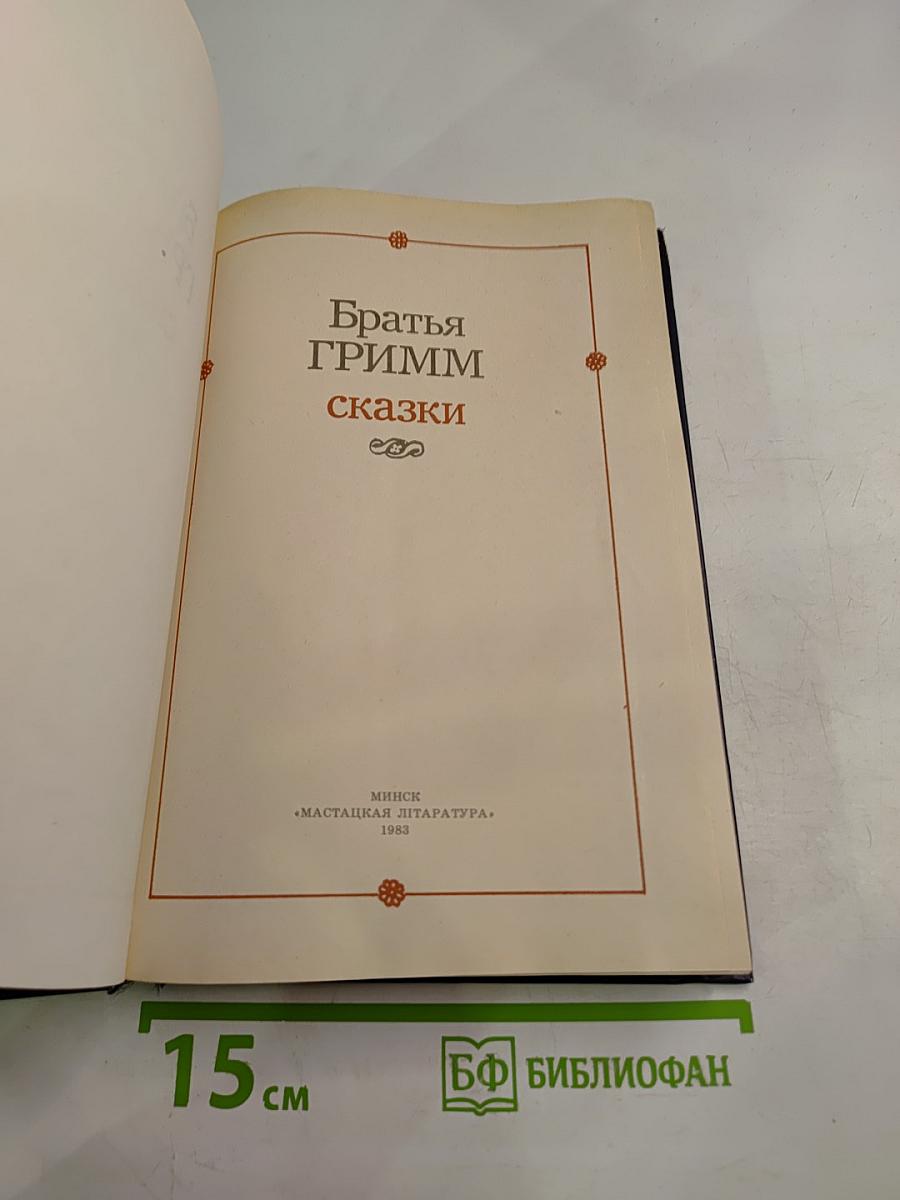 Братья
ГРИММ
сказки
МИНСК
«МАСТАЦКАЯ ЛІТАРАТУРА»
1983
15 см
БФ БИБЛИОФАН